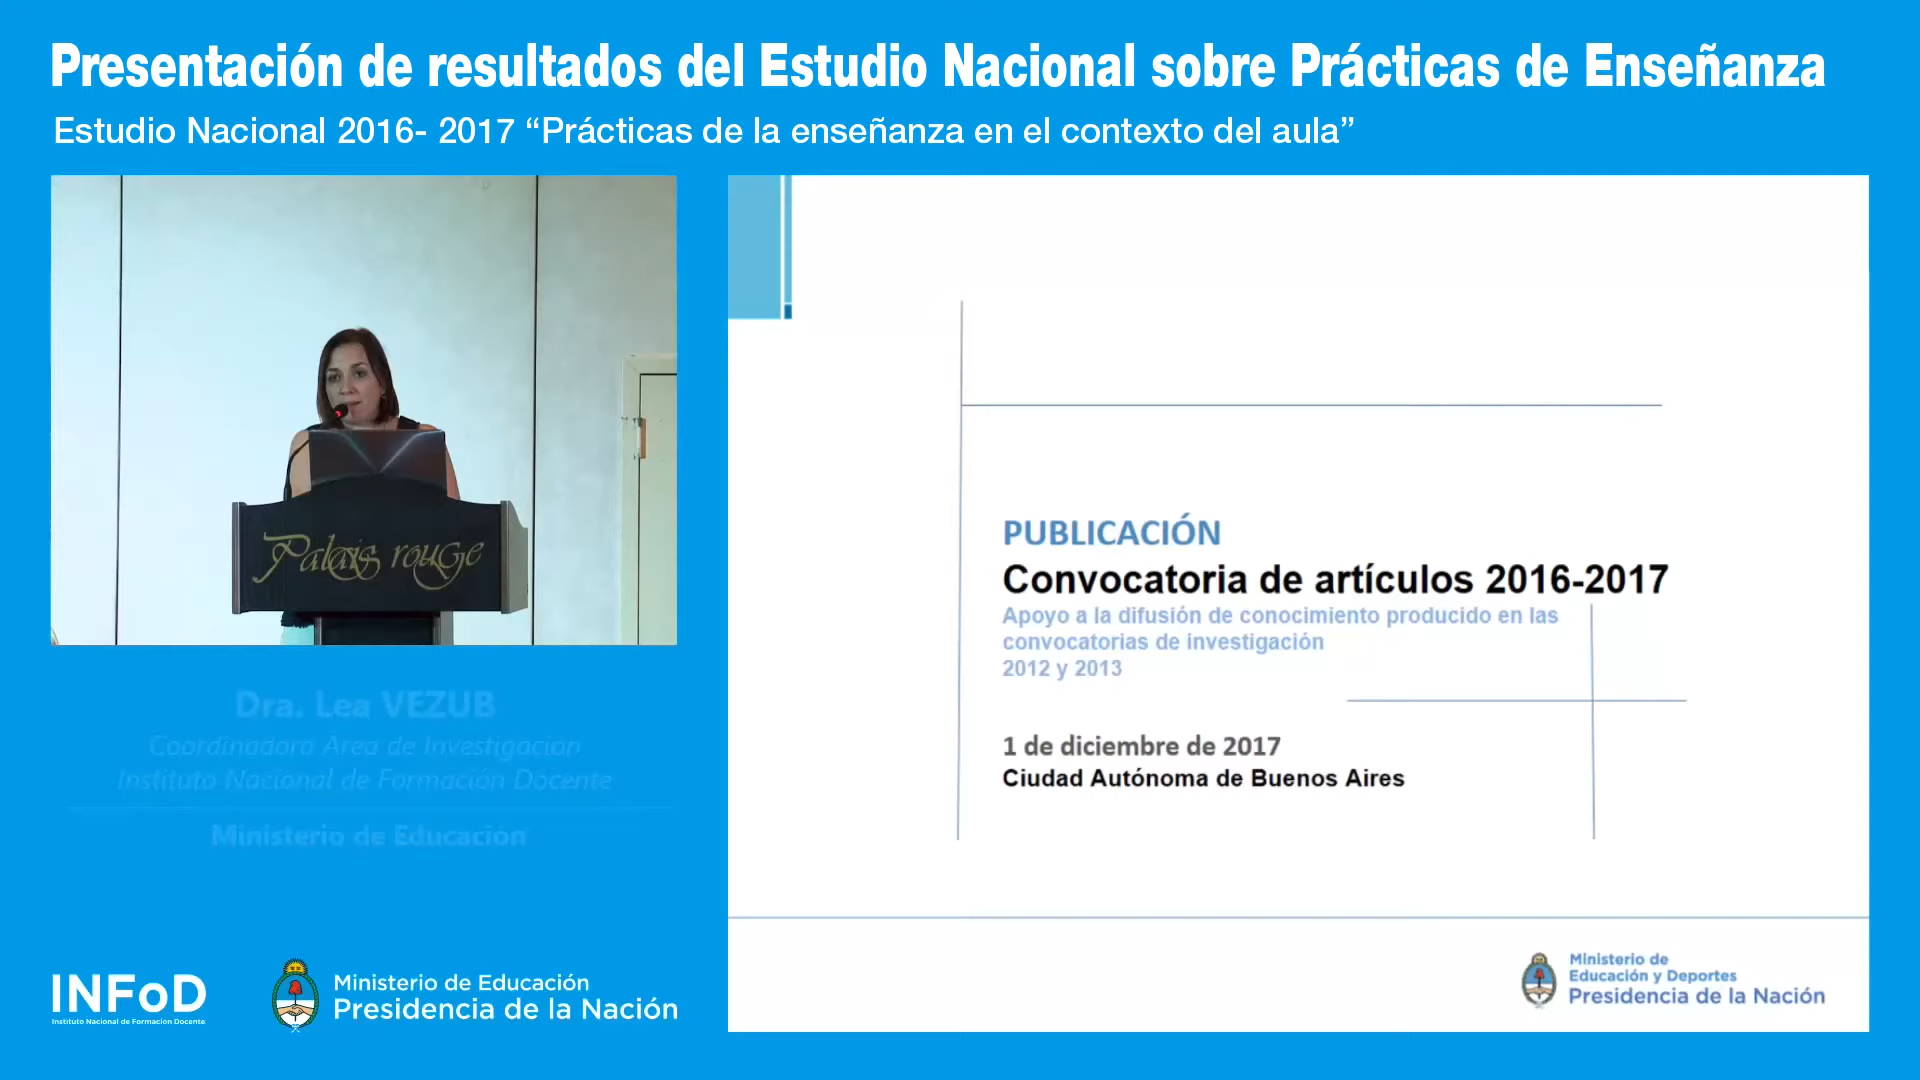 Presentación de resultados del Estudio Nacional sobre Prácticas de Enseñanza
Estudio Nacional 2016- 2017 “Prácticas de la enseñanza en el contexto del aula”
Palais rouge
Dra. Lea VEZUB
Coordinadora Área de Investigación
Instituto Nacional de Formación Docente
Ministerio de Educación
INFoD
Instituto Nacional de Formación Docente
Ministerio de Educación
Presidencia de la Nación
PUBLICACIÓN
Convocatoria de artículos 2016-2017
Apoyo a la difusión de conocimiento producido en las
convocatorias de investigación
2012 y 2013
1 de diciembre de 2017
Ciudad Autónoma de Buenos Aires
Ministerio de
Educación y Deportes
Presidencia de la Nación